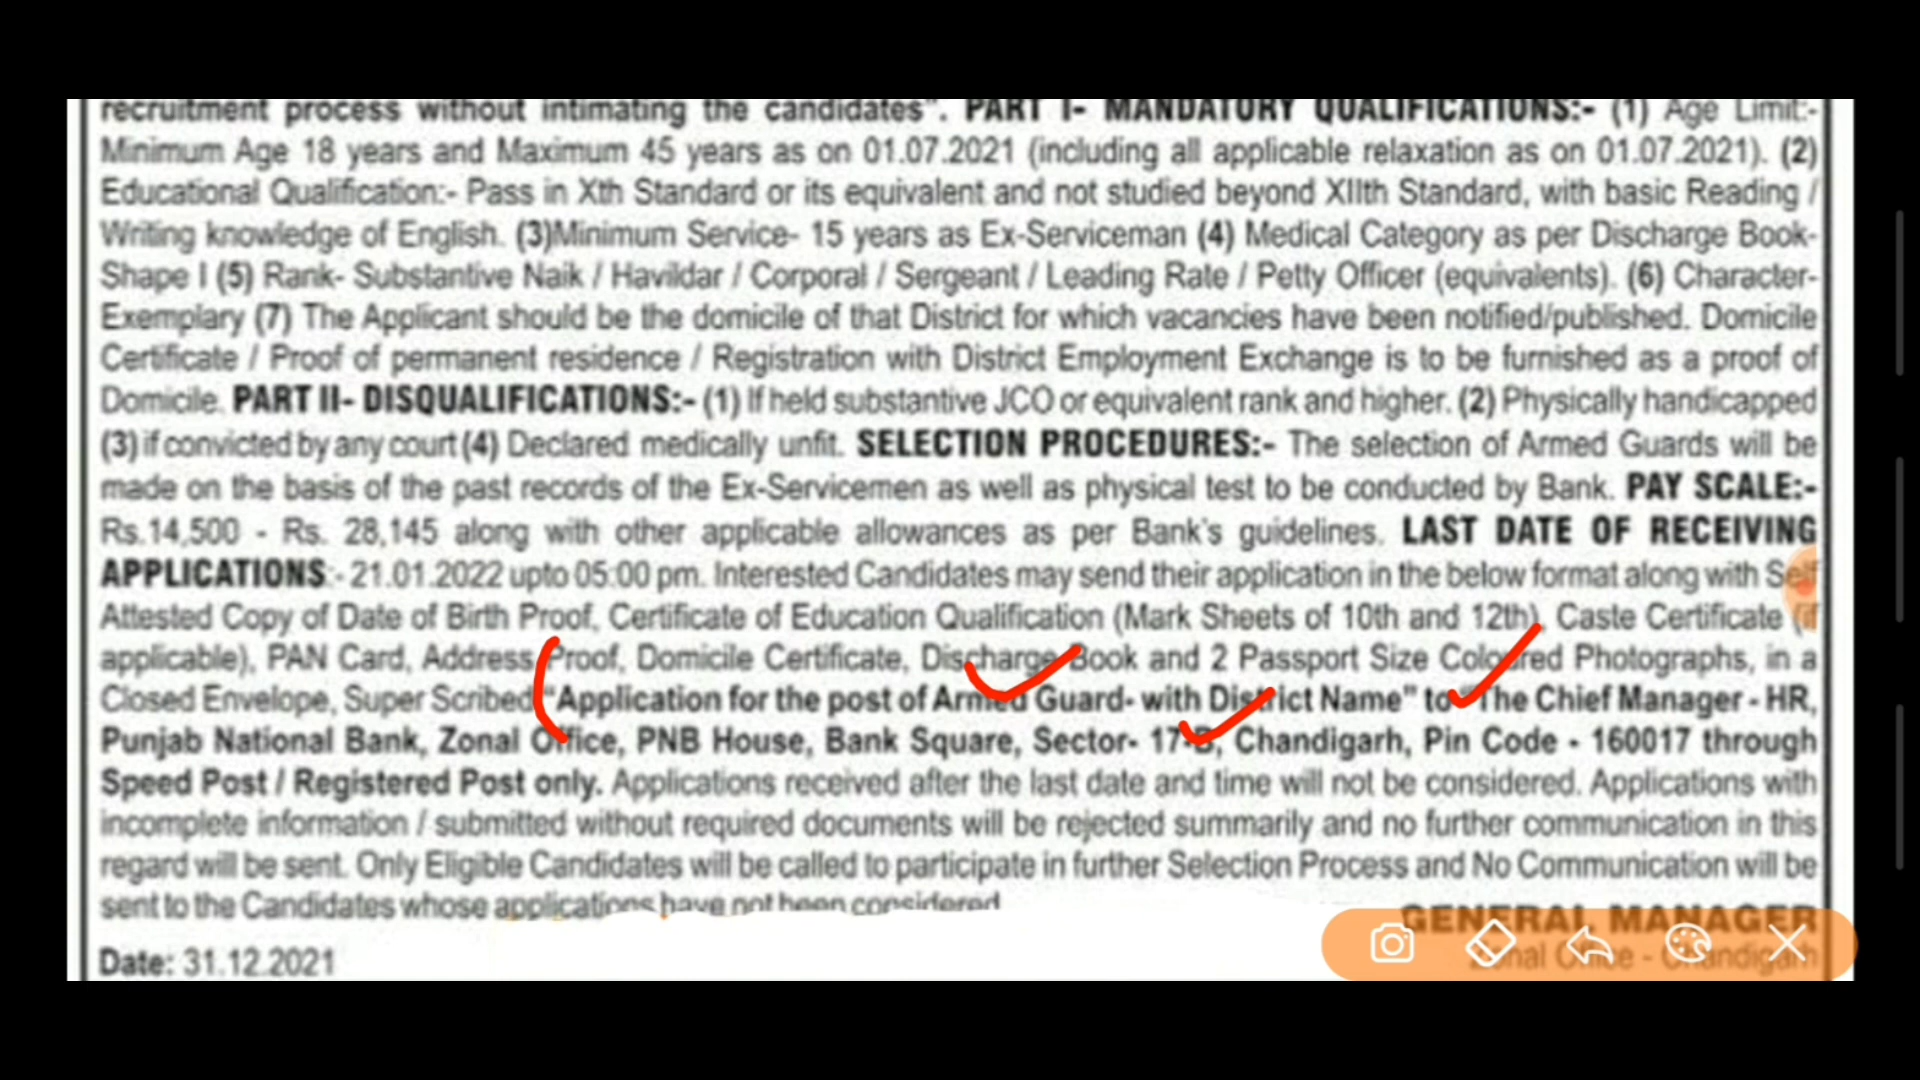 recruitment process without intimating the candidates". PART I- MANDATORY QUALIFICATIONS:- (1) Age Limit:-
Minimum Age 18 years and Maximum 45 years as on 01.07.2021 (including all applicable relaxation as on 01.07.2021). (2)
Educational Qualification:- Pass in Xth Standard or its equivalent and not studied beyond XIIth Standard, with basic Reading /
Writing knowledge of English. (3)Minimum Service- 15 years as Ex-Serviceman (4) Medical Category as per Discharge Book-
Shape I (5) Rank- Substantive Naik / Havildar / Corporal / Sergeant / Leading Rate / Petty Officer (equivalents). (6) Character-
Exemplary (7) The Applicant should be the domicile of that District for which vacancies have been notified/published. Domicile
Certificate / Proof of permanent residence / Registration with District Employment Exchange is to be furnished as a proof of
Domicile. PART II- DISQUALIFICATIONS:- (1) If held substantive JCO or equivalent rank and higher. (2) Physically handicapped
(3) if convicted by any court (4) Declared medically unfit. SELECTION PROCEDURES:- The selection of Armed Guards will be
made on the basis of the past records of the Ex-Servicemen as well as physical test to be conducted by Bank. PAY SCALE:-
Rs.14,500 - Rs. 28,145 along with other applicable allowances as per Bank's guidelines. LAST DATE OF RECEIVING
APPLICATIONS:- 21.01.2022 upto 05:00 pm. Interested Candidates may send their application in the below format along with Self
Attested Copy of Date of Birth Proof, Certificate of Education Qualification (Mark Sheets of 10th and 12th), Caste Certificate (if
applicable), PAN Card, Address Proof, Domicile Certificate, Discharge Book and 2 Passport Size Coloured Photographs, in a
Closed Envelope, Super Scribed "Application for the post of Armed Guard- with District Name" to "The Chief Manager - HR,
Punjab National Bank, Zonal Office, PNB House, Bank Square, Sector- 17-B, Chandigarh, Pin Code - 160017 through
Speed Post / Registered Post only. Applications received after the last date and time will not be considered. Applications with
incomplete information / submitted without required documents will be rejected summarily and no further communication in this
regard will be sent. Only Eligible Candidates will be called to participate in further Selection Process and No Communication will be
sent to the Candidates whose applications have not been considered
GENERAL MANAGER
Date: 31.12.2021
Zonal Office - Chandigarh